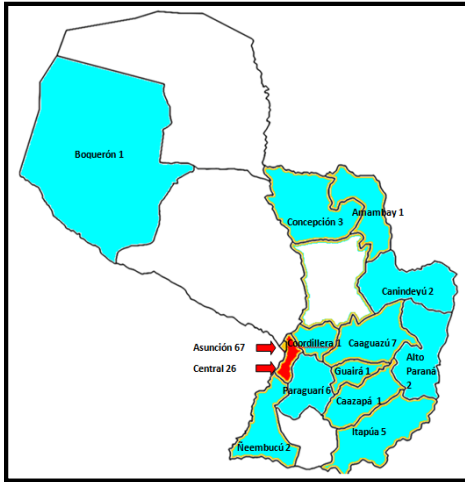 Boquerón 1
Amambay 1
Concepción 3
Canindeyú 2
Asunción 67
Coordillera 1
Caaguazú 7
Alto
Paraná
2
Central 26
Guairá 1
Paraguarí 6
Caazapá 1
Itapúa 5
Ñeembucú 2